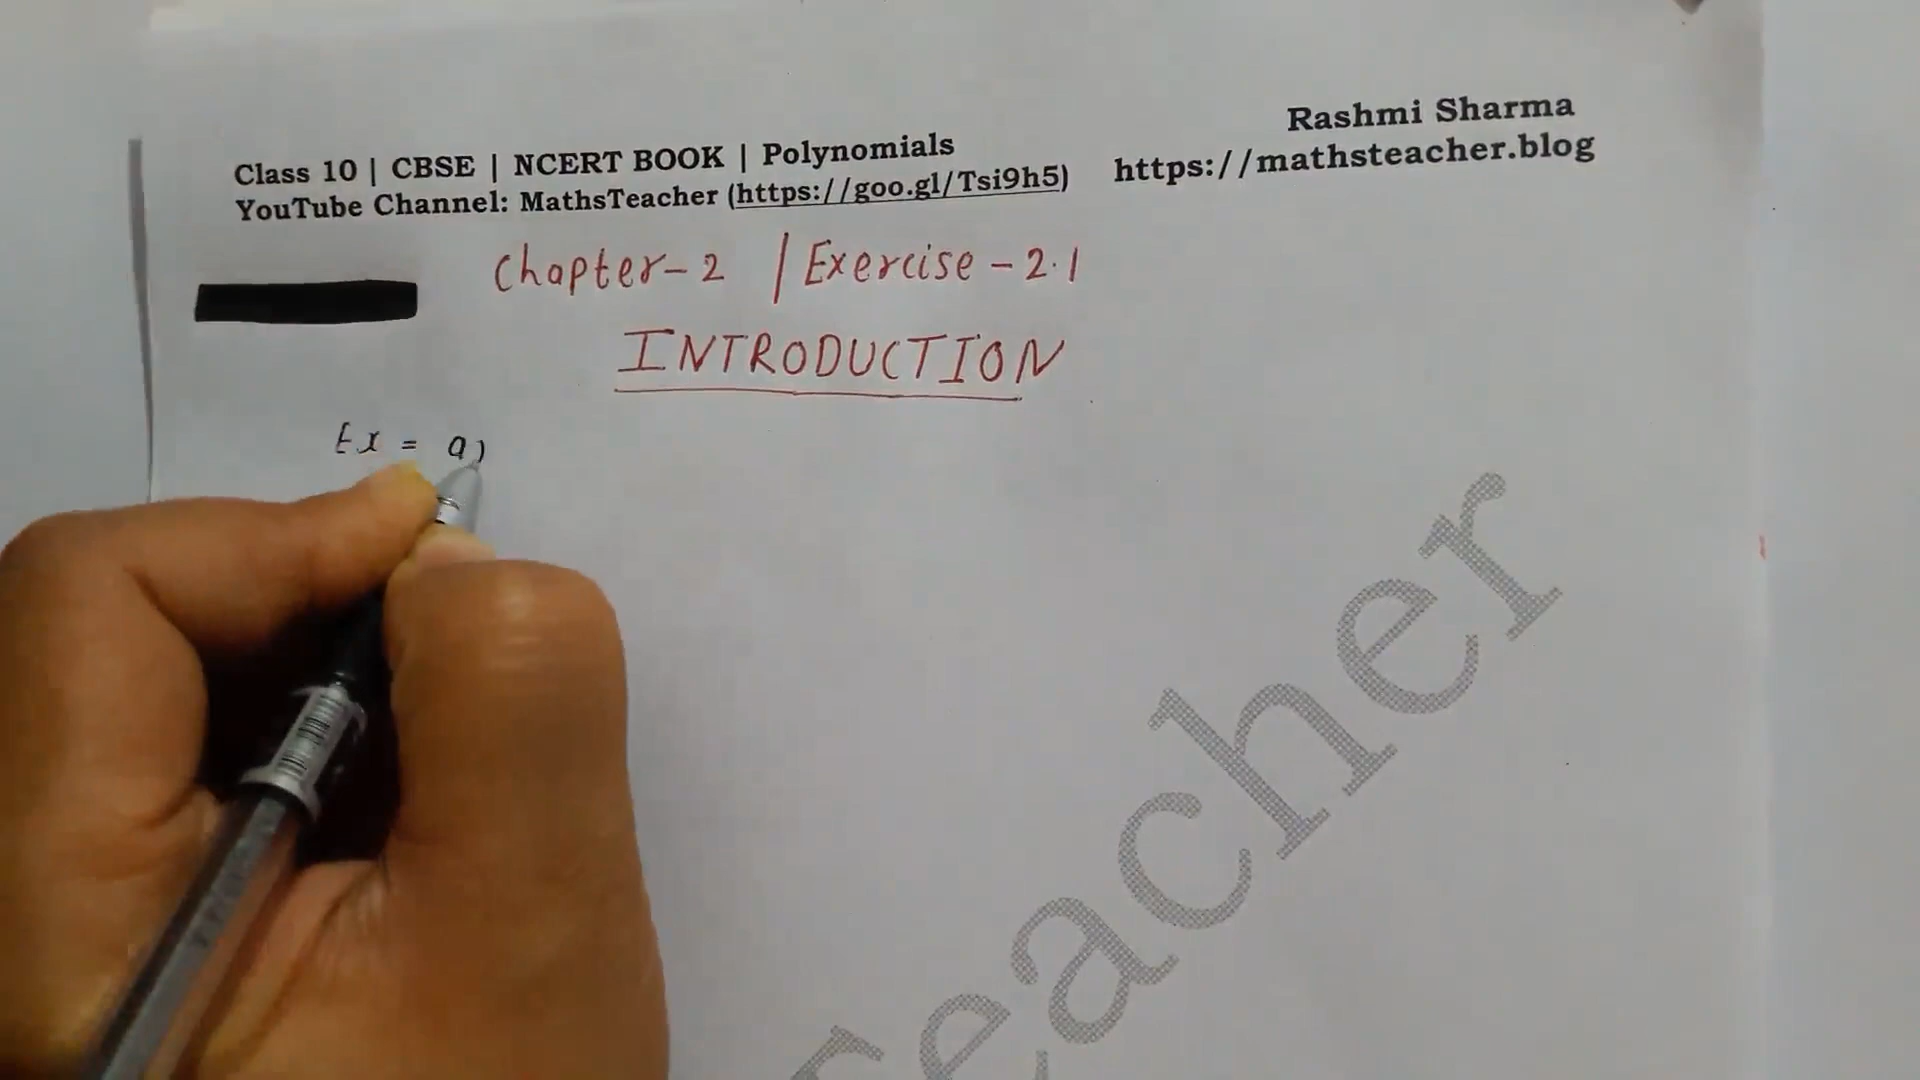 Rashmi Sharma
Class 10 | CBSE | NCERT BOOK | Polynomials
https://mathsteacher.blog
YouTube Channel: MathsTeacher (https://goo.gl/Tsi9h5)
Chapter-2 | Exercise-2.1
INTRODUCTION
Ex = a
eacher